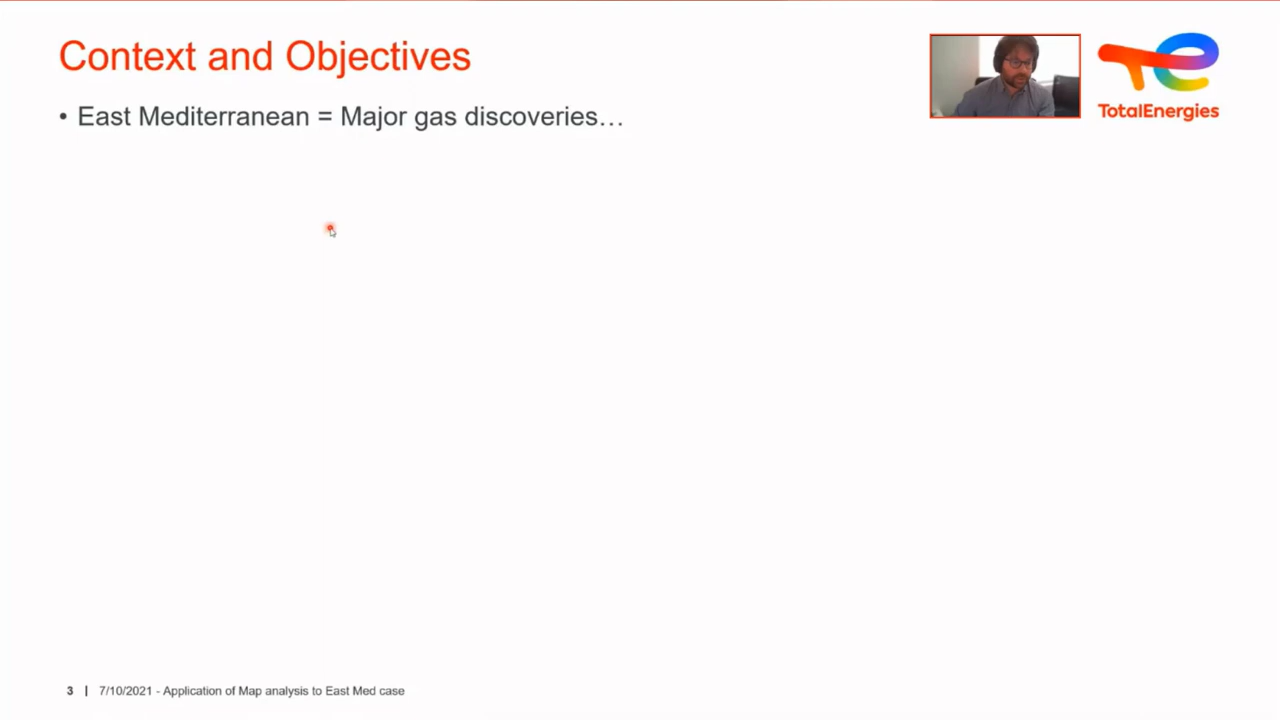 Context and Objectives
• East Mediterranean = Major gas discoveries…
TotalEnergies
3 | 7/10/2021 - Application of Map analysis to East Med case